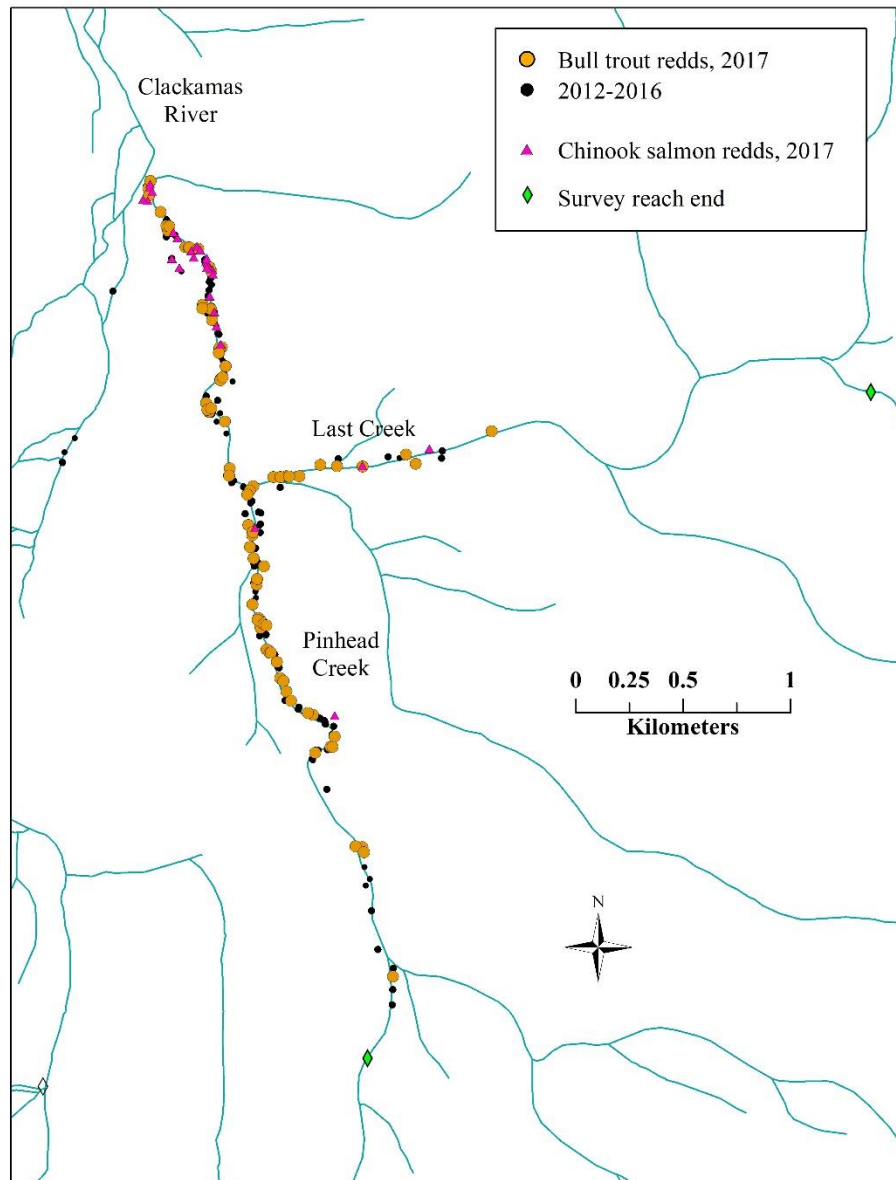 Clackamas
River
Bull trout redds, 2017
2012-2016
Chinook salmon redds, 2017
Survey reach end
Last Creek
Pinhead
Creek
0 0.25 0.5 1
Kilometers
N